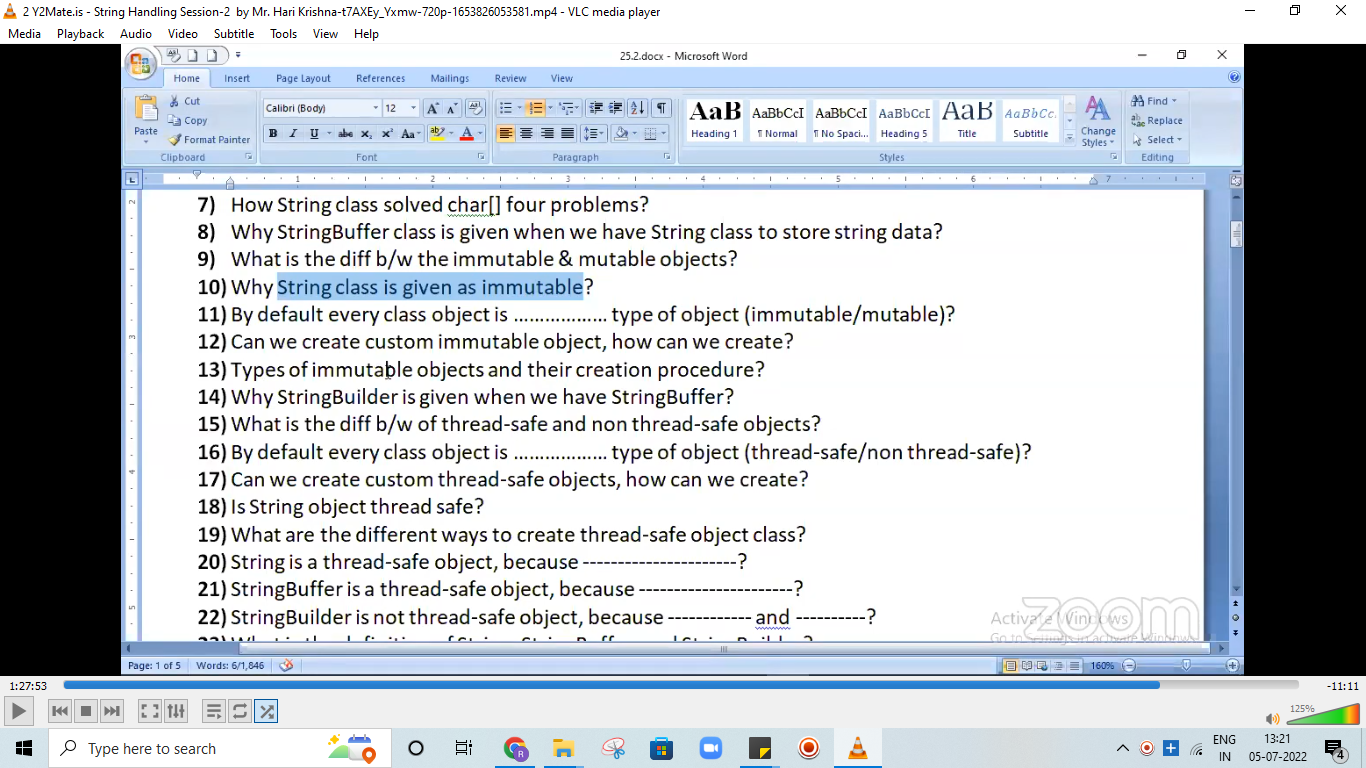 2 Y2Mate.is - String Handling Session-2 by Mr. Hari Krishna-t7AXEy_Yxmw-720p-1653826053581.mp4 - VLC media player
Media Playback Audio Video Subtitle Tools View Help
25.2.docx - Microsoft Word
Home Insert Page Layout References Mailings Review View
Paste
Cut
Copy
Format Painter
Clipboard
Calibri (Body) 12
Font
Paragraph
AaB AaBbCcI AaBbCcI AaBbCcI AaB AaBbCc.
Heading 1 ¶ Normal ¶ No Spaci... Heading 5 Title Subtitle
Change Styles
Styles
Find
Replace
Select
Editing
1 2 3 4 5 6 7
7) How String class solved char[] four problems?
8) Why StringBuffer class is given when we have String class to store string data?
9) What is the diff b/w the immutable & mutable objects?
10) Why String class is given as immutable?
11) By default every class object is .................. type of object (immutable/mutable)?
12) Can we create custom immutable object, how can we create?
13) Types of immutable objects and their creation procedure?
14) Why StringBuilder is given when we have StringBuffer?
15) What is the diff b/w of thread-safe and non thread-safe objects?
16) By default every class object is .................. type of object (thread-safe/non thread-safe)?
17) Can we create custom thread-safe objects, how can we create?
18) Is String object thread safe?
19) What are the different ways to create thread-safe object class?
20) String is a thread-safe object, because ----------------------?
21) StringBuffer is a thread-safe object, because ----------------------?
22) StringBuilder is not thread-safe object, because ------------ and ----------?
zoom
Activate Windows
Go to Settings to activate Windows.
Page: 1 of 5 Words: 6/1,846 160%
1:27:53 -11:11
125%
Type here to search
ENG
IN
13:21
05-07-2022
4